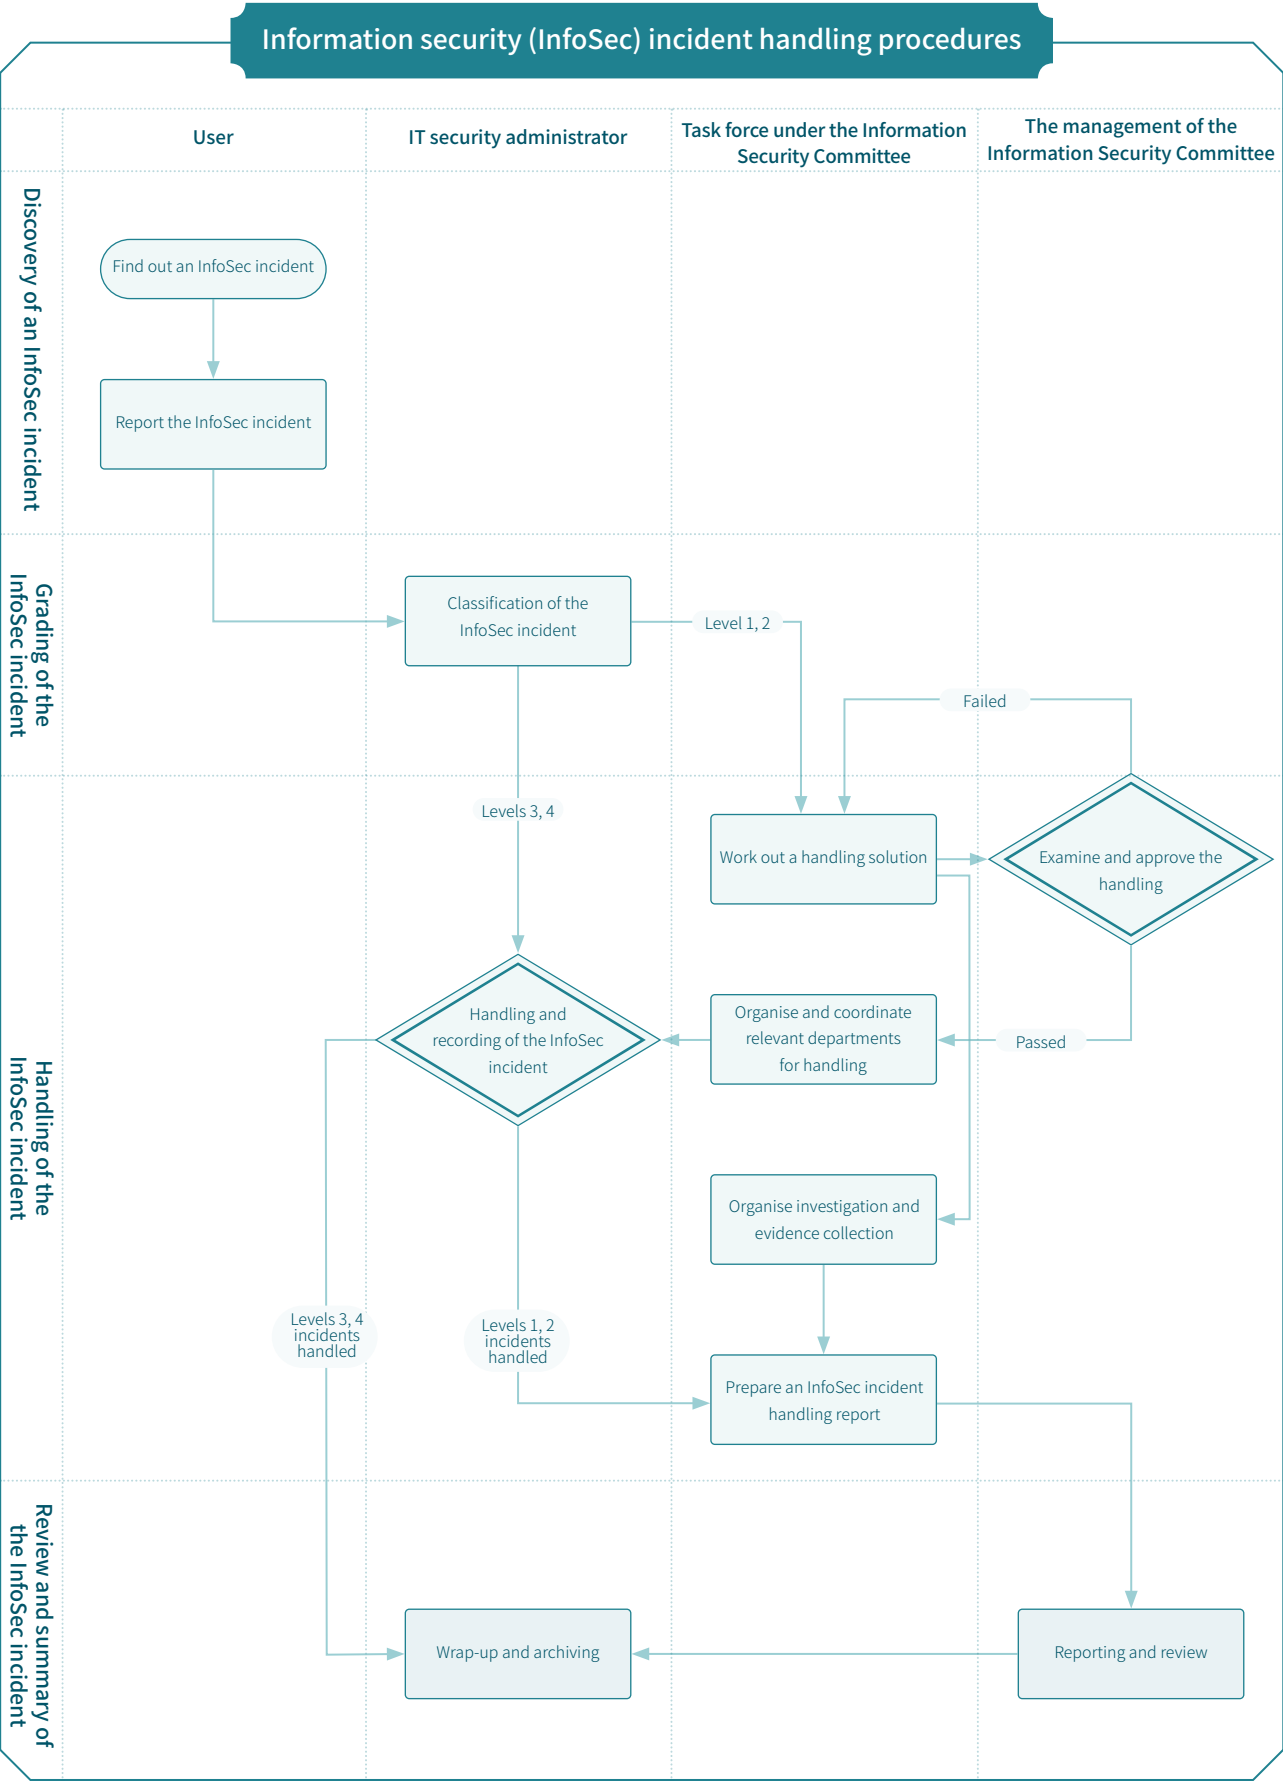 Information security (InfoSec) incident handling procedures
User
IT security administrator
Task force under the Information
Security Committee
The management of the
Information Security Committee
Discovery of an InfoSec incident
Find out an InfoSec incident
Report the InfoSec incident
Grading of the
InfoSec incident
Classification of the
InfoSec incident
Level 1, 2
Failed
Handling of the
InfoSec incident
Levels 3, 4
Work out a handling solution
Examine and approve the
handling
Handling and
recording of the InfoSec
incident
Organise and coordinate
relevant departments
for handling
Passed
Organise investigation and
evidence collection
Levels 3, 4
incidents
handled
Levels 1, 2
incidents
handled
Prepare an InfoSec incident
handling report
Review and summary of
the InfoSec incident
Wrap-up and archiving
Reporting and review